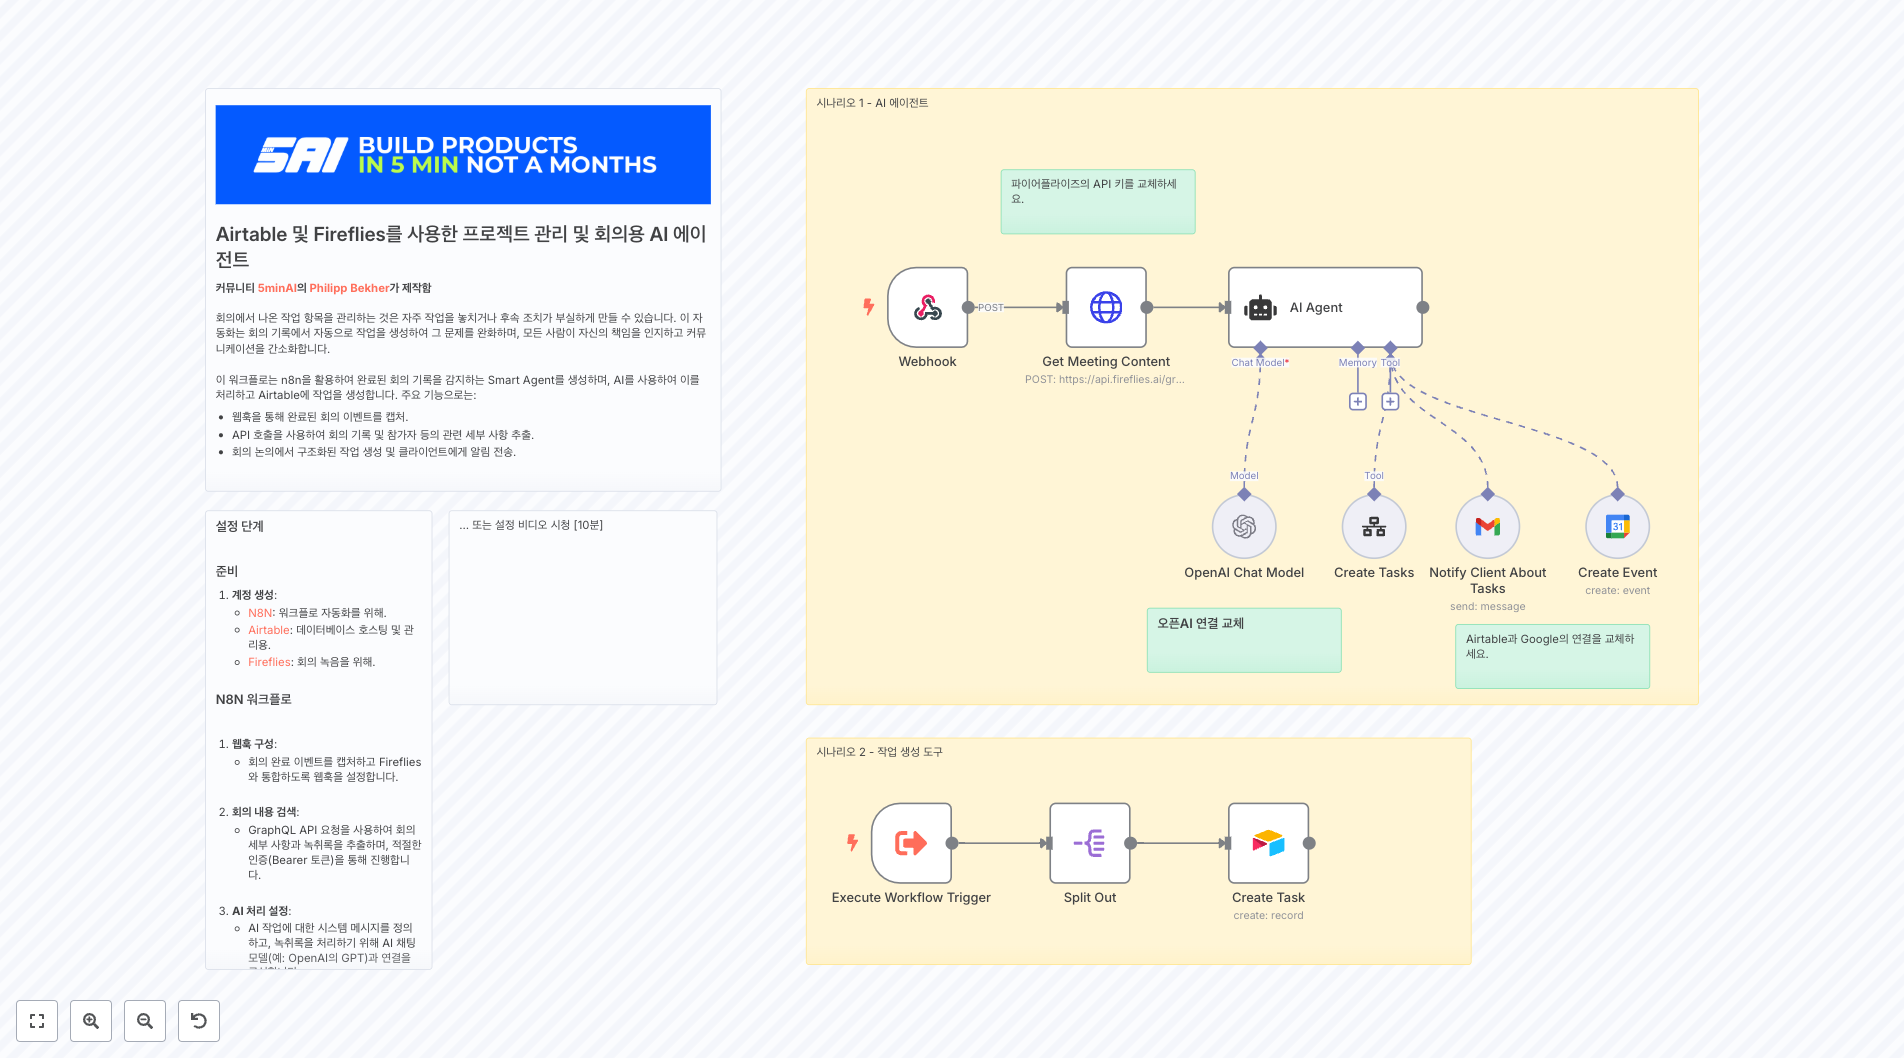 5AI
MIN
BUILD PRODUCTS
IN 5 MIN NOT A MONTHS
Airtable 및 Fireflies를 사용한 프로젝트 관리 및 회의용 AI 에이
전트
커뮤니티 5minAI의 Philipp Bekher가 제작함
회의에서 나온 작업 항목을 관리하는 것은 자주 작업을 놓치거나 후속 조치가 부실하게 만들 수 있습니다. 이 자
동화는 회의 기록에서 자동으로 작업을 생성하여 그 문제를 완화하며, 모든 사람이 자신의 책임을 인지하고 커뮤
니케이션을 간소화합니다.
이 워크플로는 n8n을 활용하여 완료된 회의 기록을 감지하는 Smart Agent를 생성하며, AI를 사용하여 이를
처리하고 Airtable에 작업을 생성합니다. 주요 기능으로는:
• 웹훅을 통해 완료된 회의 이벤트를 캡처.
• API 호출을 사용하여 회의 기록 및 참가자 등의 관련 세부 사항 추출.
• 회의 논의에서 구조화된 작업 생성 및 클라이언트에게 알림 전송.
설정 단계
준비
1. 계정 생성:
N8N: 워크플로 자동화를 위해.
Airtable: 데이터베이스 호스팅 및 관
리용.
Fireflies: 회의 녹음을 위해.
N8N 워크플로
1. 웹훅 구성:
회의 완료 이벤트를 캡처하고 Fireflies
와 통합하도록 웹훅을 설정합니다.
2. 회의 내용 검색:
GraphQL API 요청을 사용하여 회의
세부 사항과 녹취록을 추출하며, 적절한
인증(Bearer 토큰)을 통해 진행합니
다.
3. AI 처리 설정:
AI 작업에 대한 시스템 메시지를 정의
하고, 녹취록을 처리하기 위해 AI 채팅
모델(예: OpenAI의 GPT)과 연결을
... 또는 설정 비디오 시청 [10분]
시나리오 1 - AI 에이전트
파이어플라이즈의 API 키를 교체하세
요.
POST
AI Agent
Webhook
Get Meeting Content
POST: https://api.fireflies.ai/gr...
Chat Model*
Memory
Tool
Model
Tool
31
OpenAI Chat Model
Create Tasks
Notify Client About
Tasks
send: message
Create Event
create: event
오픈AI 연결 교체
Airtable과 Google의 연결을 교체하
세요.
시나리오 2 - 작업 생성 도구
Execute Workflow Trigger
Split Out
Create Task
create: record